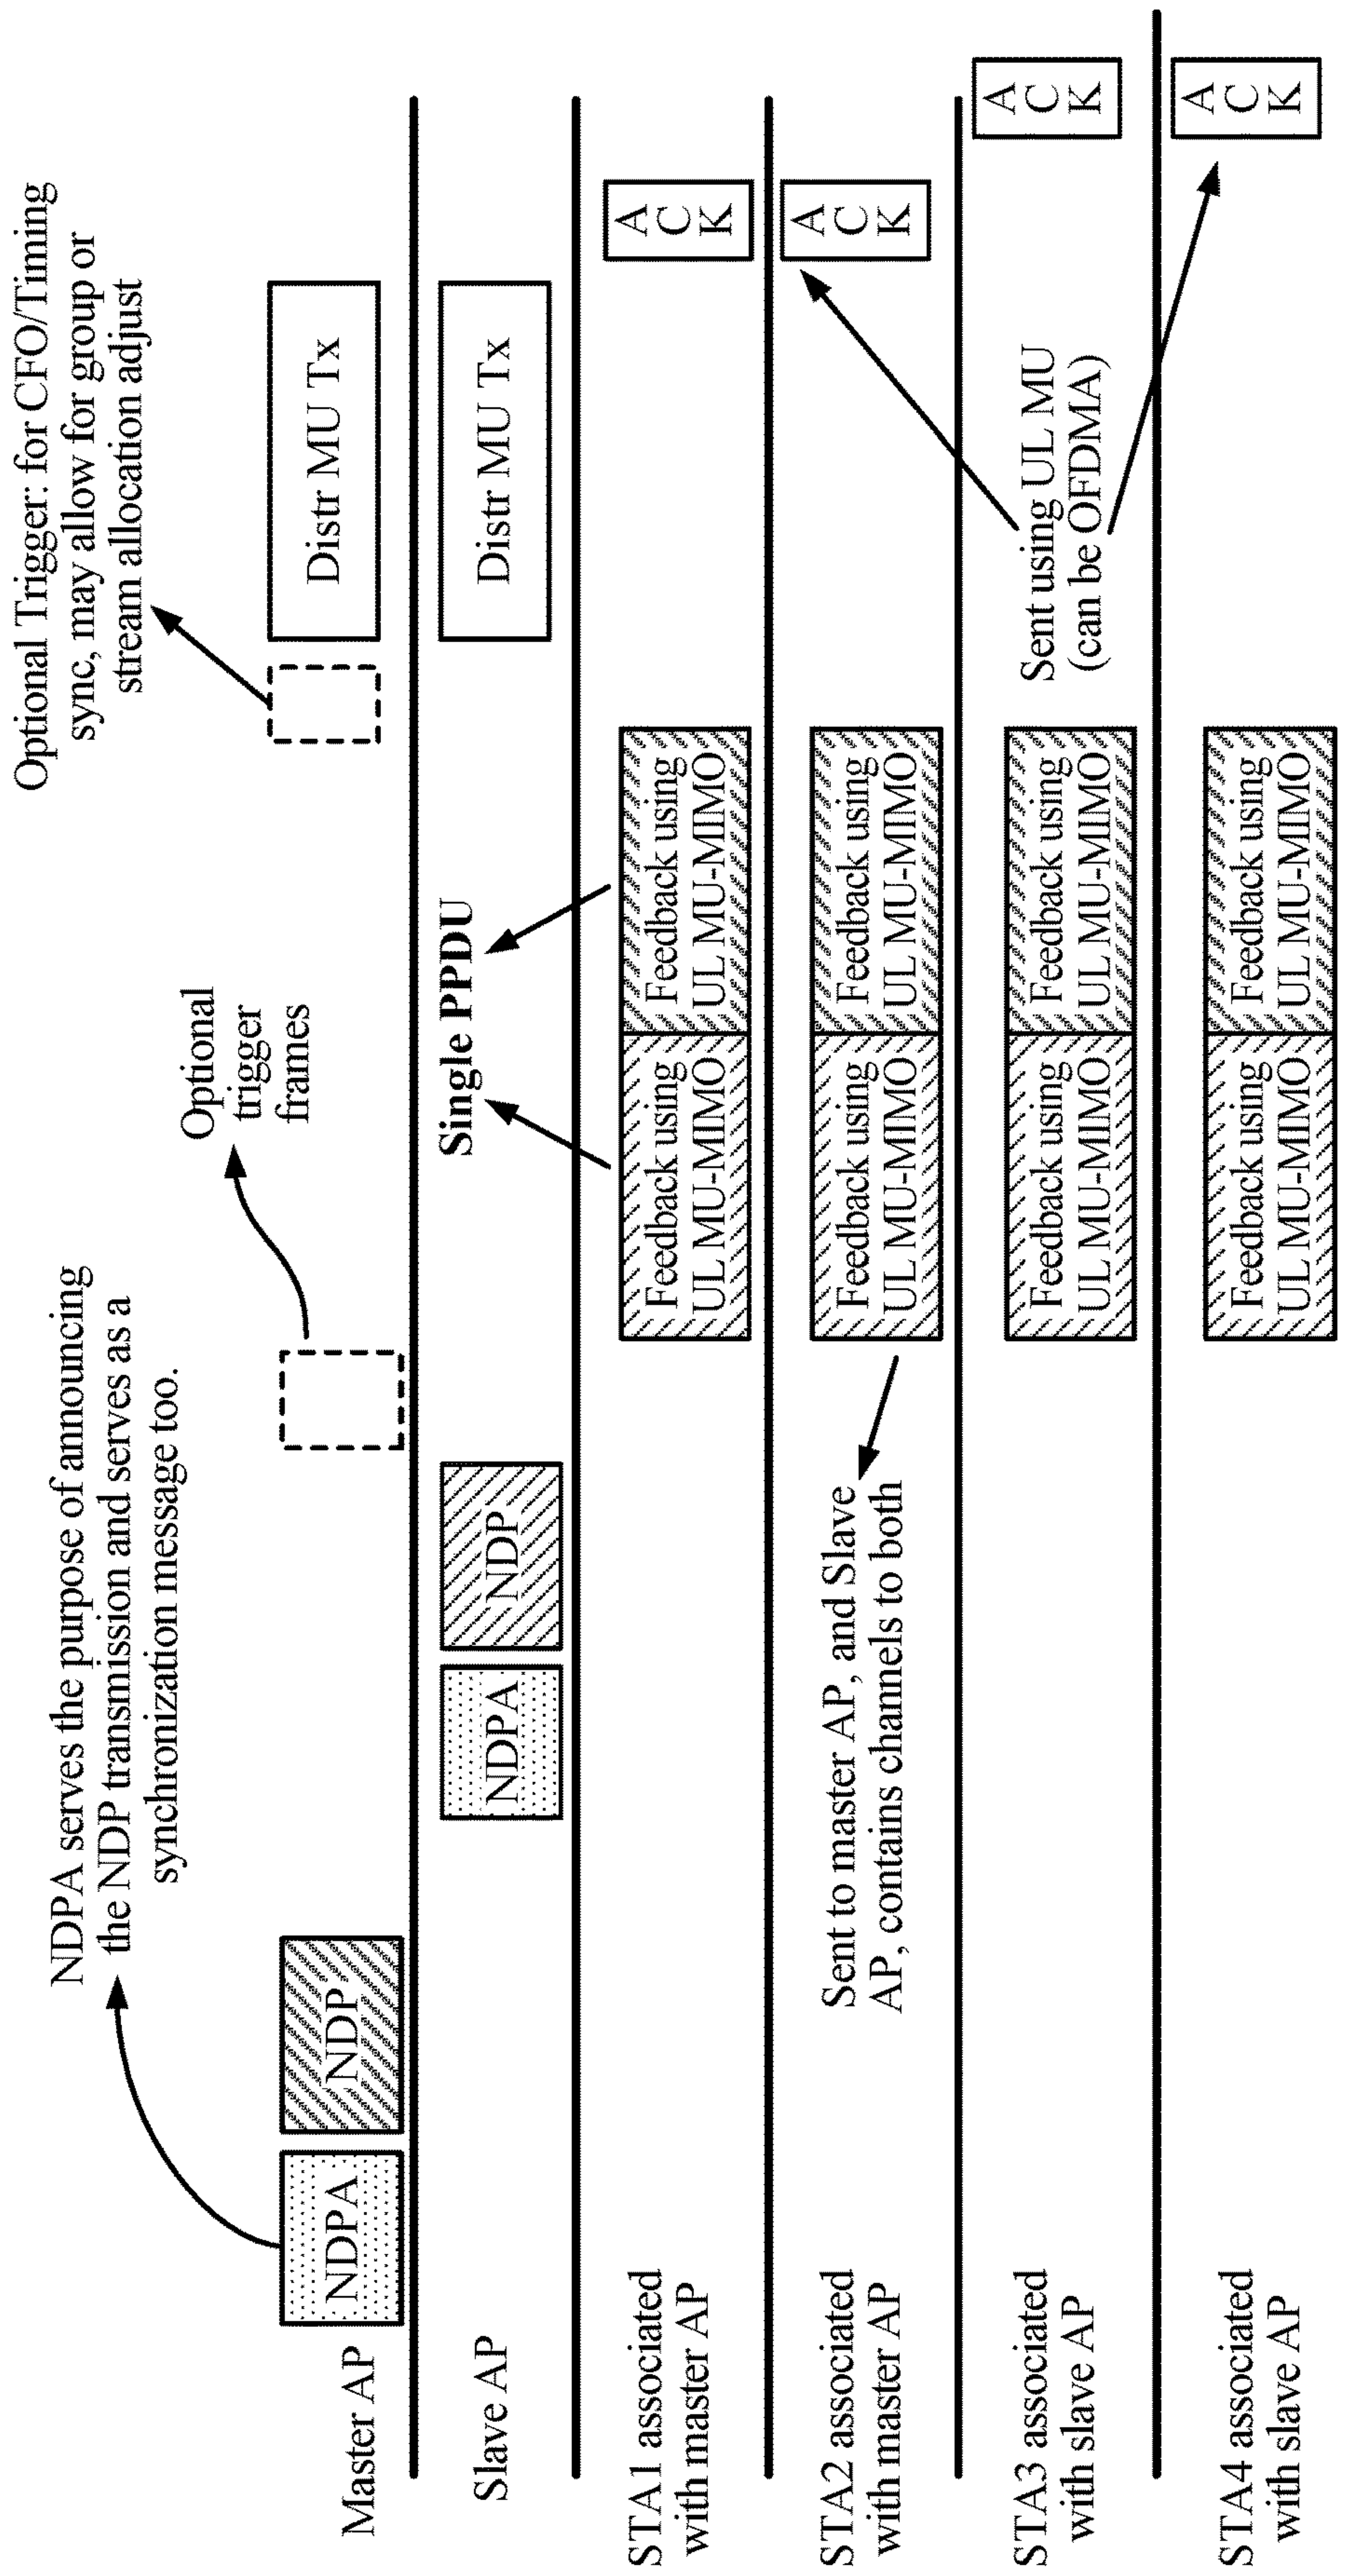 NDPA serves the purpose of announcing
the NDP transmission and serves as a
synchronization message too.
Optional
trigger
frames
Optional Trigger: for CFO/Timing
sync, may allow for group or
stream allocation adjust
Master AP
NDPA
NDP
Distr MU Tx
Slave AP
NDPA
NDP
Single PPDU
Distr MU Tx
STA1 associated
with master AP
Feedback using
UL MU-MIMO
Feedback using
UL MU-MIMO
A
C
K
STA2 associated
with master AP
Sent to master AP, and Slave
AP, contains channels to both
Feedback using
UL MU-MIMO
Feedback using
UL MU-MIMO
A
C
K
STA3 associated
with slave AP
Feedback using
UL MU-MIMO
Feedback using
UL MU-MIMO
Sent using UL MU
(can be OFDMA)
A
C
K
STA4 associated
with slave AP
Feedback using
UL MU-MIMO
Feedback using
UL MU-MIMO
A
C
K